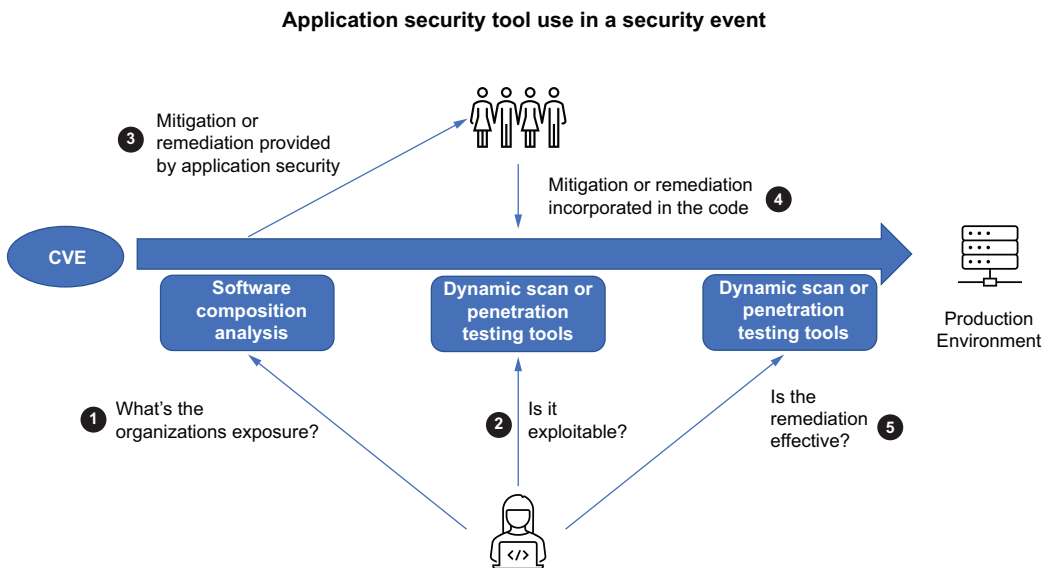 Application security tool use in a security event
3
Mitigation or
remediation provided
by application security
Mitigation or remediation
incorporated in the code
4
CVE
Software
composition
analysis
Dynamic scan or
penetration
testing tools
Dynamic scan or
penetration
testing tools
Production
Environment
1
What’s the
organizations exposure?
2
Is it
exploitable?
Is the
remediation
effective?
5
</>